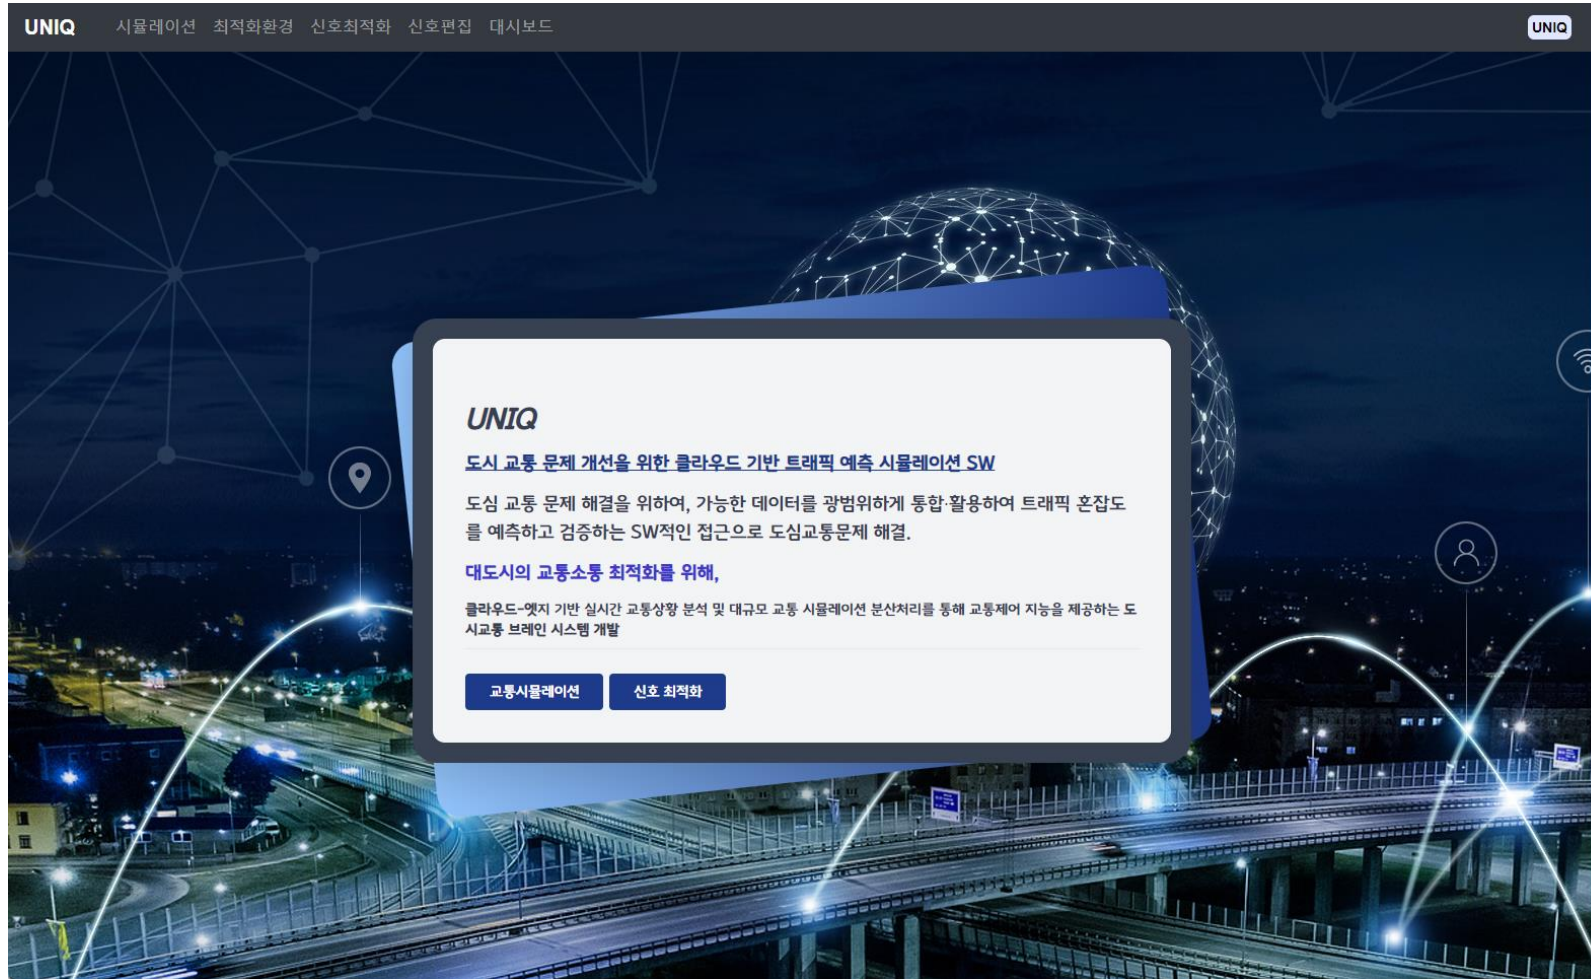 UNIQ 시뮬레이션 최적화환경 신호최적화 신호편집 대시보드 UNIQ
UNIQ
도시 교통 문제 개선을 위한 클라우드 기반 트래픽 예측 시뮬레이션 SW
도심 교통 문제 해결을 위하여, 가능한 데이터를 광범위하게 통합·활용하여 트래픽 혼잡도
를 예측하고 검증하는 SW적인 접근으로 도심교통문제 해결.
대도시의 교통소통 최적화를 위해,
클라우드-엣지 기반 실시간 교통상황 분석 및 대규모 교통 시뮬레이션 분산처리를 통해 교통제어 지능을 제공하는 도
시교통 브레인 시스템 개발
교통시뮬레이션 신호 최적화